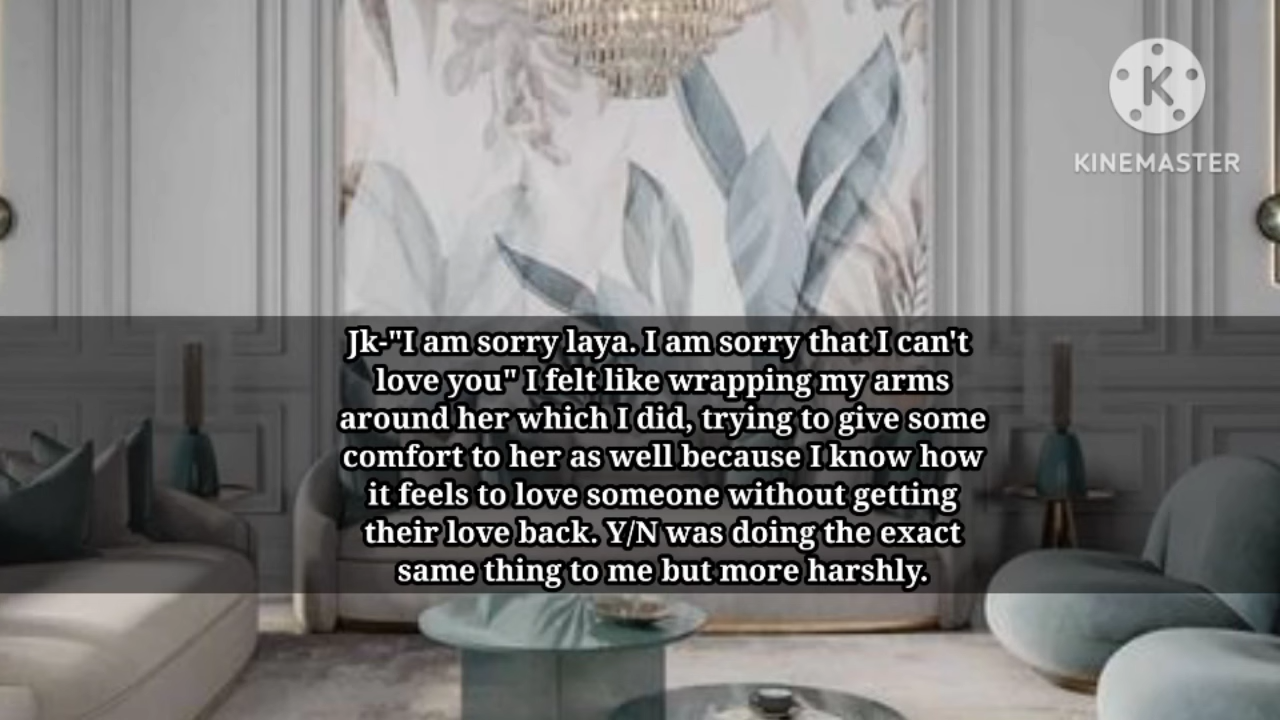 K
KINEMASTER
Jk-"I am sorry laya. I am sorry that I can't
love you" I felt like wrapping my arms
around her which I did, trying to give some
comfort to her as well because I know how
it feels to love someone without getting
their love back. Y/N was doing the exact
same thing to me but more harshly.